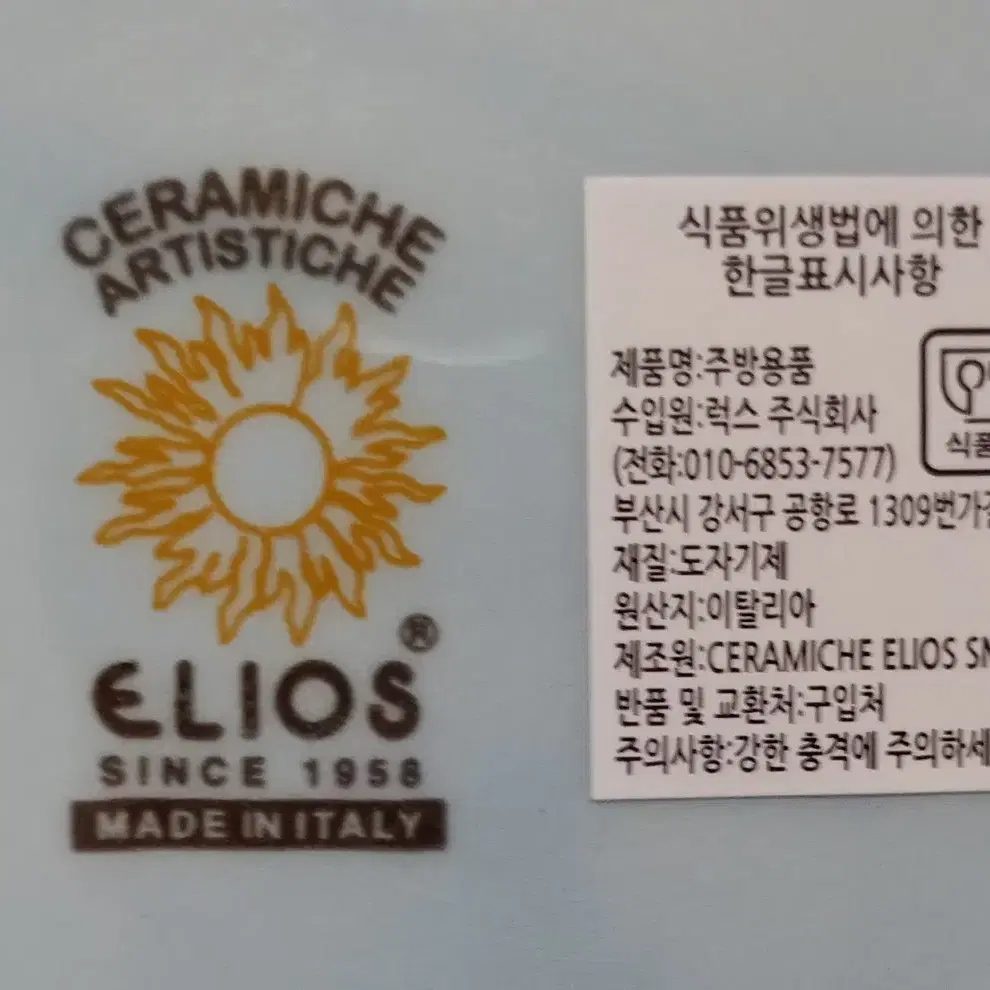 CERAMICHE
ARTISTICHE
ELIOS®
SINCE 1958
MADE IN ITALY
식품위생법에 의한
한글표시사항
제품명:주방용품
수입원:럭스 주식회사
(전화:010-6853-7577)
부산시 강서구 공항로 1309번가길
재질:도자기제
원산지:이탈리아
제조원:CERAMICHE ELIOS
반품 및 교환처:구입처
주의사항:강한 충격에 주의하세
식품